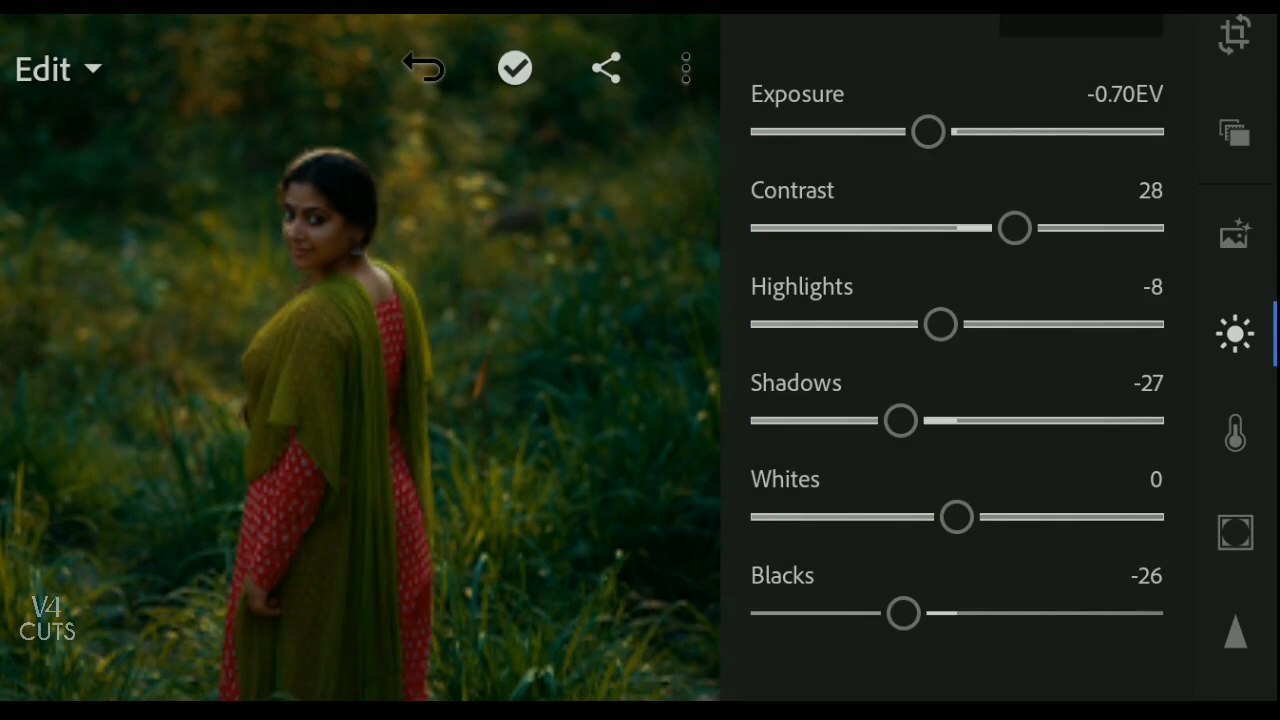 Edit
Exposure -0.70EV
Contrast 28
Highlights -8
Shadows -27
Whites 0
Blacks -26
V4
CUTS